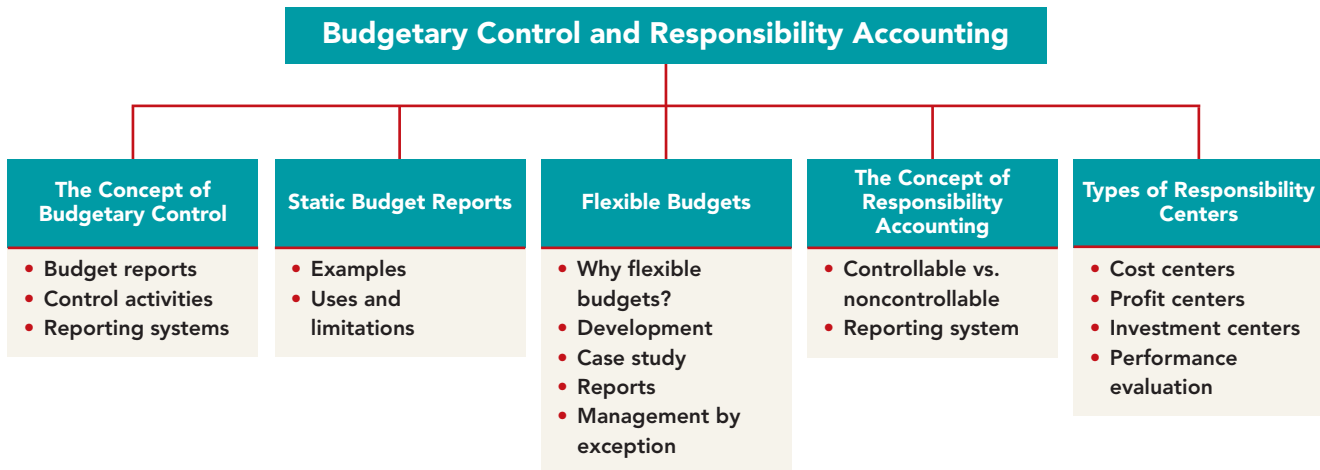 Budgetary Control and Responsibility Accounting
The Concept of
Budgetary Control
• Budget reports
• Control activities
• Reporting systems
Static Budget Reports
• Examples
• Uses and
limitations
Flexible Budgets
• Why flexible
budgets?
• Development
• Case study
• Reports
• Management by
exception
The Concept of
Responsibility
Accounting
• Controllable vs.
noncontrollable
• Reporting system
Types of Responsibility
Centers
• Cost centers
• Profit centers
• Investment centers
• Performance
evaluation